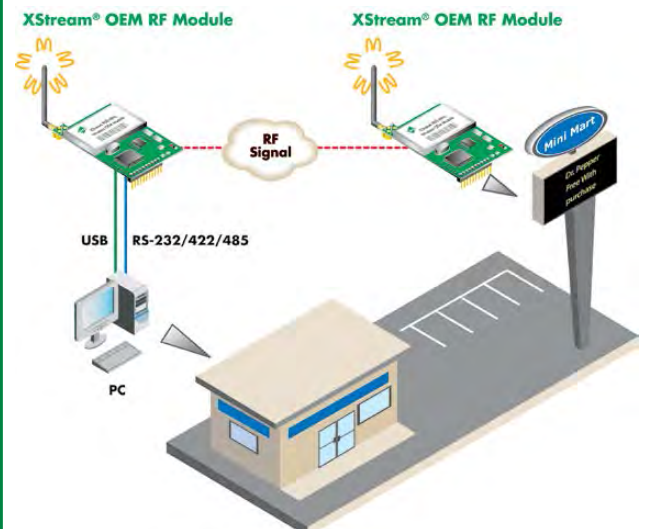 XStream® OEM RF Module
XStream® OEM RF Module
RF
Signal
Mini Mart
Dr. Pepper
Free With
purchase
USB
RS-232/422/485
PC